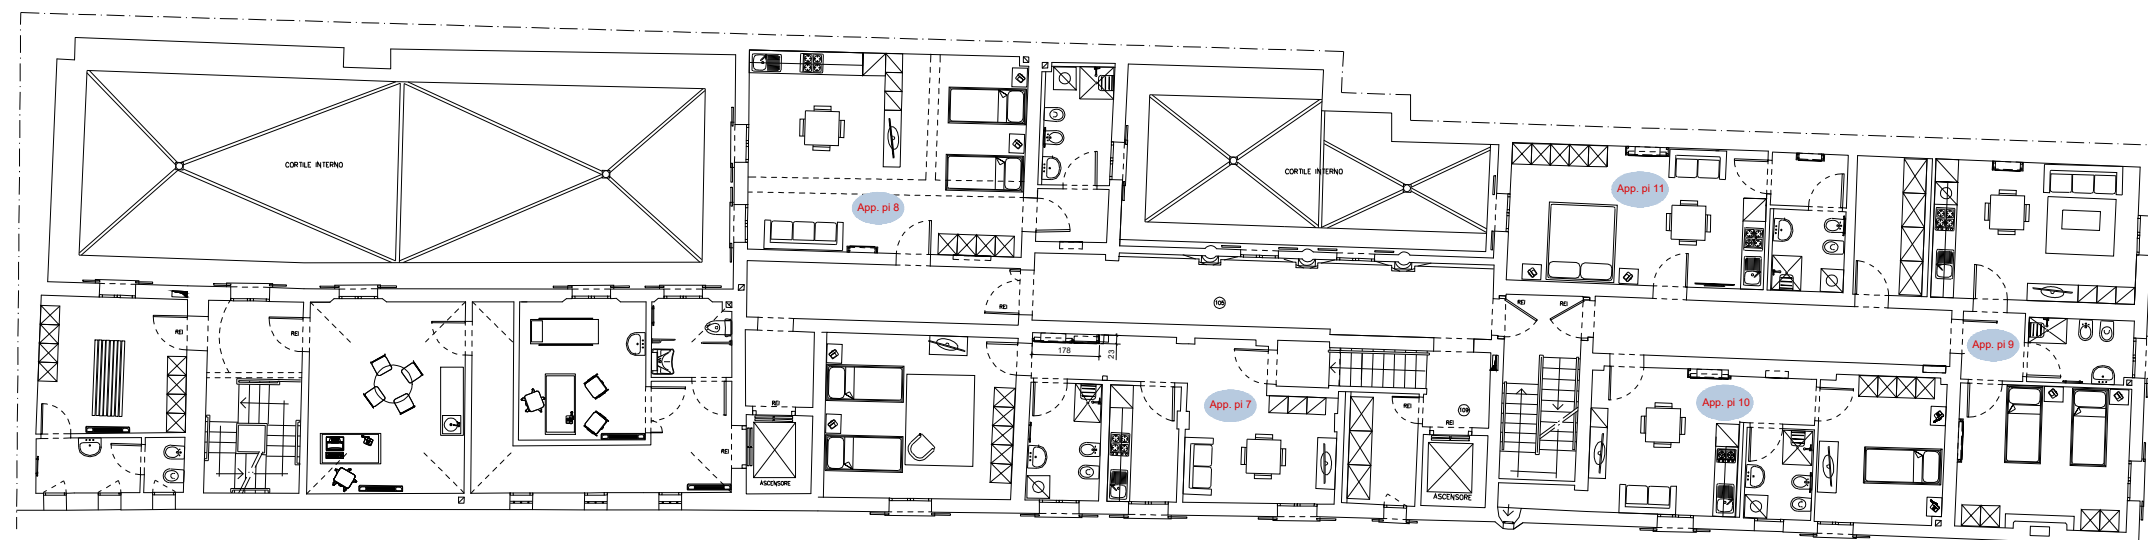 CORTILE INTERNO
CORTILE INTERNO
App. pi 8
App. pi 11
105
REI
REI
REI
REI
REI
App. pi 9
178
23
App. pi 7
App. pi 10
REI
REI
109
REI
REI
ASCENSORE
ASCENSORE